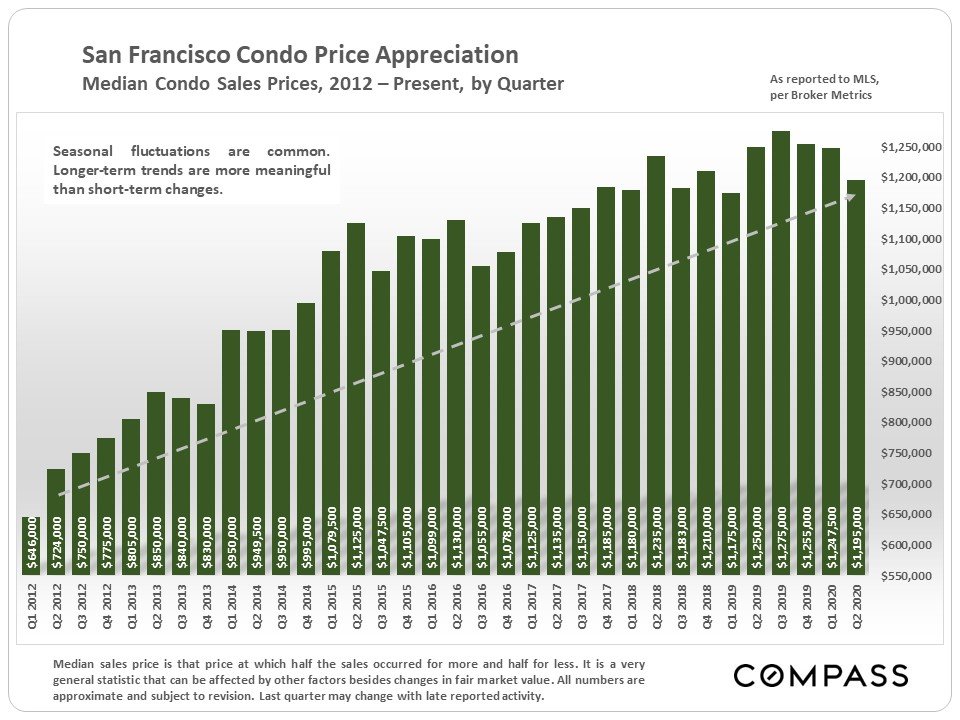 San Francisco Condo Price Appreciation
Median Condo Sales Prices, 2012 – Present, by Quarter
As reported to MLS,
per Broker Metrics
Seasonal fluctuations are common.
Longer-term trends are more meaningful
than short-term changes.
$1,250,000
$1,200,000
$1,150,000
$1,100,000
$1,050,000
$1,000,000
$950,000
$900,000
$850,000
$800,000
$750,000
$700,000
$650,000
$600,000
$550,000
$646,000
$724,000
$750,000
$775,000
$805,000
$850,000
$840,000
$830,000
$950,000
$949,500
$950,000
$995,000
$1,079,500
$1,125,000
$1,047,500
$1,105,000
$1,099,000
$1,130,000
$1,055,000
$1,078,000
$1,125,000
$1,135,000
$1,150,000
$1,185,000
$1,180,000
$1,235,000
$1,183,000
$1,210,000
$1,175,000
$1,250,000
$1,275,000
$1,255,000
$1,247,500
$1,195,000
Q1 2012
Q2 2012
Q3 2012
Q4 2012
Q1 2013
Q2 2013
Q3 2013
Q4 2013
Q1 2014
Q2 2014
Q3 2014
Q4 2014
Q1 2015
Q2 2015
Q3 2015
Q4 2015
Q1 2016
Q2 2016
Q3 2016
Q4 2016
Q1 2017
Q2 2017
Q3 2017
Q4 2017
Q1 2018
Q2 2018
Q3 2018
Q4 2018
Q1 2019
Q2 2019
Q3 2019
Q4 2019
Q1 2020
Q2 2020
Median sales price is that price at which half the sales occurred for more and half for less. It is a very
general statistic that can be affected by other factors besides changes in fair market value. All numbers are
approximate and subject to revision. Last quarter may change with late reported activity.
COMPASS